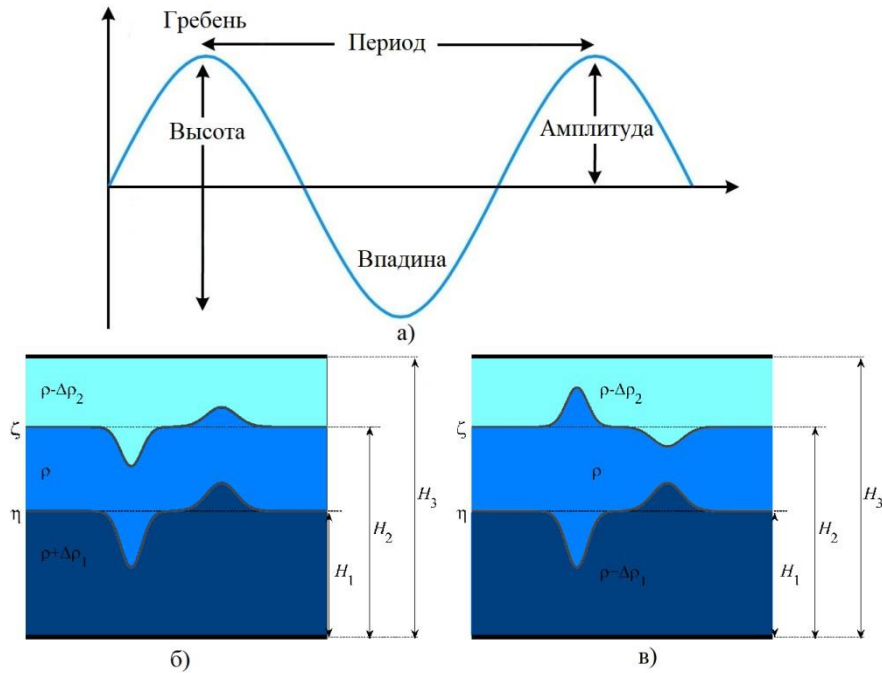 Гребень
Период
Высота
Амплитуда
Впадина
а)
ρ-Δρ₂
ζ
ρ
η
ρ+Δρ₁
H₁
H₂
H₃
б)
ρ-Δρ₂
ζ
ρ
η
ρ−Δρ₁
H₁
H₂
H₃
в)